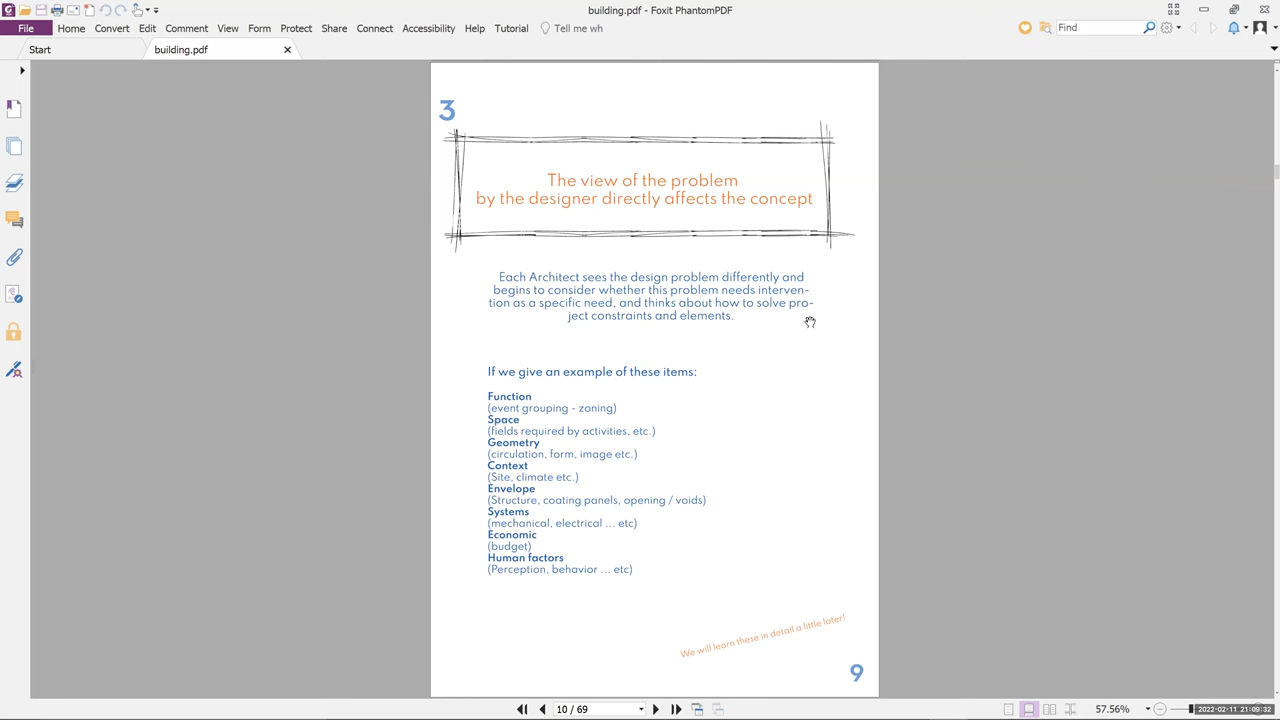 building.pdf - Foxit PhantomPDF
File Home Convert Edit Comment View Form Protect Share Connect Accessibility Help Tutorial Tell me wh Find
Start building.pdf
3
The view of the problem
by the designer directly affects the concept
Each Architect sees the design problem differently and
begins to consider whether this problem needs interven-
tion as a specific need, and thinks about how to solve pro-
ject constraints and elements.
If we give an example of these items:
Function
(event grouping - zoning)
Space
(fields required by activities, etc.)
Geometry
(circulation, form, image etc.)
Context
(Site, climate etc.)
Envelope
(Structure, coating panels, opening / voids)
Systems
(mechanical, electrical ... etc)
Economic
(budget)
Human factors
(Perception, behavior ... etc)
We will learn these in detail a little later!
9
10 / 69
57.56%
2022-02-11 21:09:32